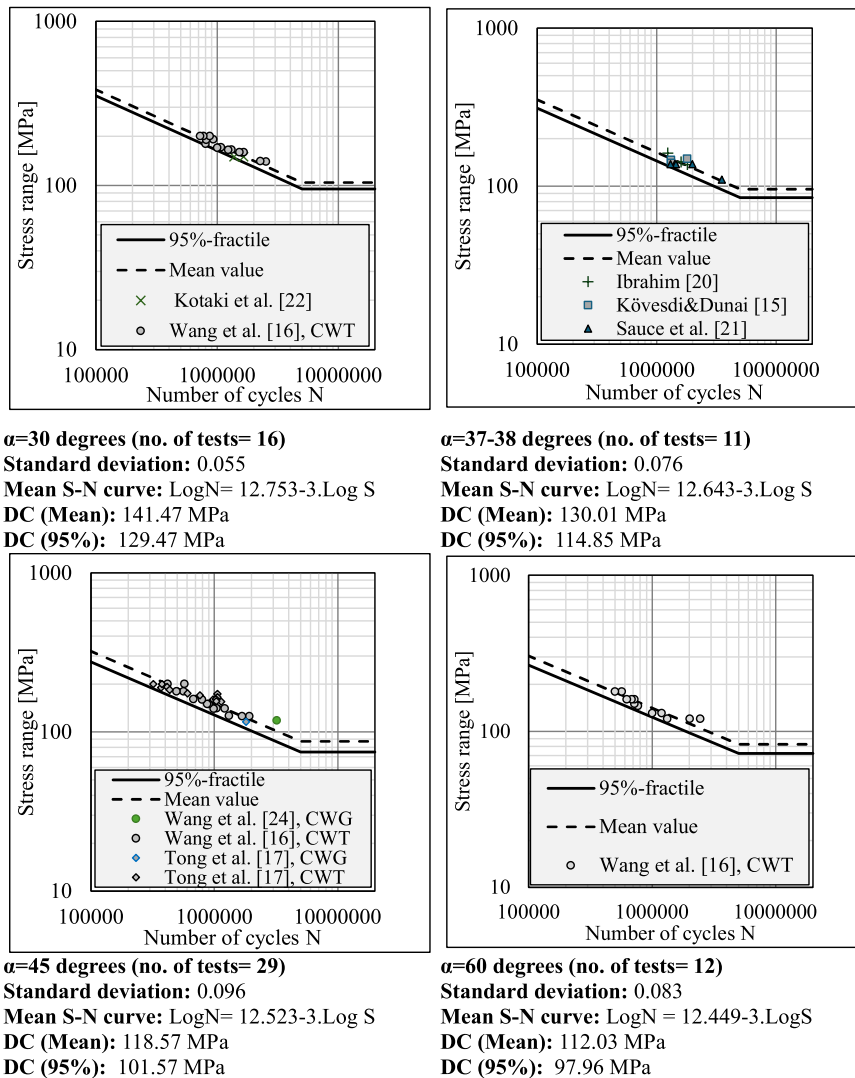 1000
100
10
Stress range [MPa]
95%-fractile
Mean value
Kotaki et al. [22]
Wang et al. [16], CWT
100000 1000000 10000000
Number of cycles N
1000
100
10
Stress range [MPa]
95%-fractile
Mean value
Ibrahim [20]
Kövesdi&Dunai [15]
Sauce et al. [21]
100000 1000000 10000000
Number of cycles N
α=30 degrees (no. of tests= 16)
Standard deviation: 0.055
Mean S-N curve: LogN= 12.753-3.Log S
DC (Mean): 141.47 MPa
DC (95%): 129.47 MPa
α=37-38 degrees (no. of tests= 11)
Standard deviation: 0.076
Mean S-N curve: LogN= 12.643-3.Log S
DC (Mean): 130.01 MPa
DC (95%): 114.85 MPa
1000
100
10
Stress range [MPa]
95%-fractile
Mean value
Wang et al. [24], CWG
Wang et al. [16], CWT
Tong et al. [17], CWG
Tong et al. [17], CWT
100000 1000000 10000000
Number of cycles N
1000
100
10
Stress range [MPa]
95%-fractile
Mean value
Wang et al. [16], CWT
100000 1000000 10000000
Number of cycles N
α=45 degrees (no. of tests= 29)
Standard deviation: 0.096
Mean S-N curve: LogN= 12.523-3.Log S
DC (Mean): 118.57 MPa
DC (95%): 101.57 MPa
α=60 degrees (no. of tests= 12)
Standard deviation: 0.083
Mean S-N curve: LogN = 12.449-3.LogS
DC (Mean): 112.03 MPa
DC (95%): 97.96 MPa